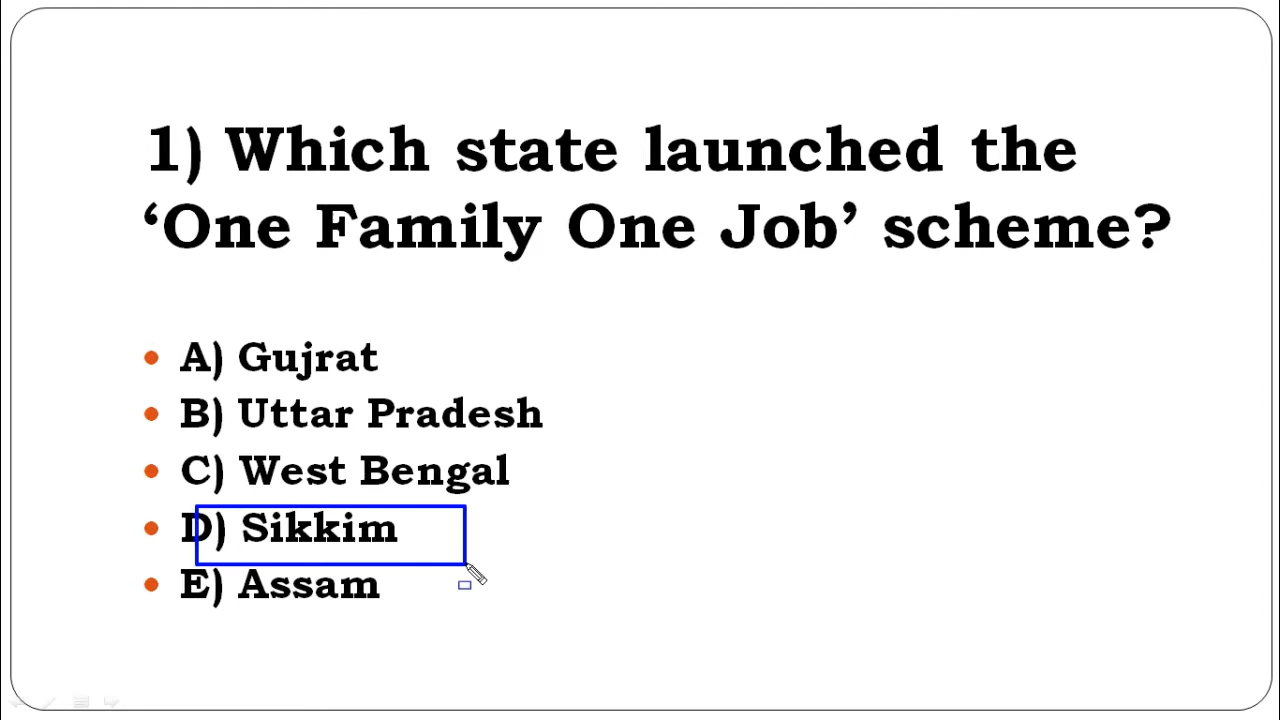 1) Which state launched the
‘One Family One Job’ scheme?
A) Gujrat
B) Uttar Pradesh
C) West Bengal
D) Sikkim
E) Assam